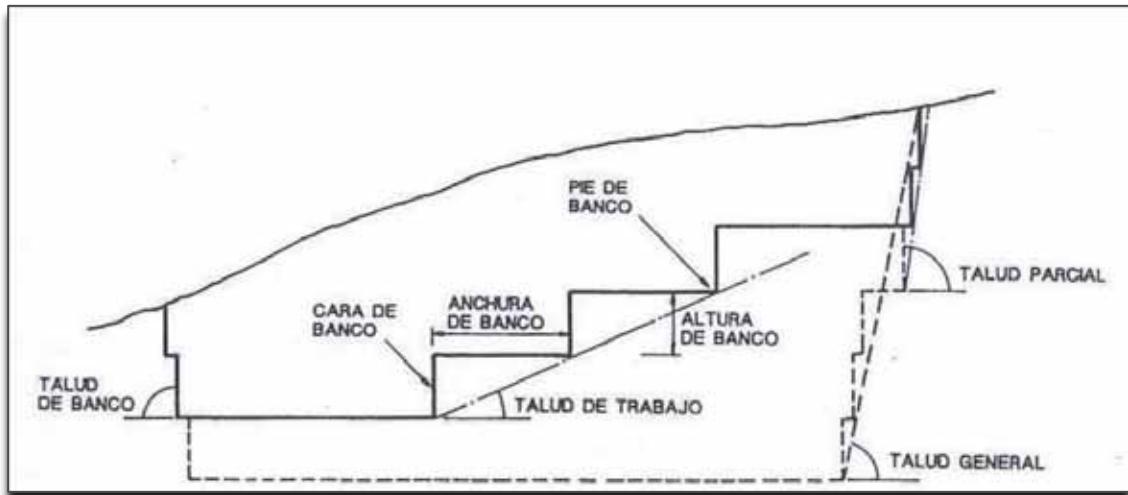 PIE DE
BANCO
TALUD PARCIAL
CARA DE
BANCO
ANCHURA
DE BANCO
ALTURA
DE BANCO
TALUD
DE BANCO
TALUD DE TRABAJO
TALUD GENERAL